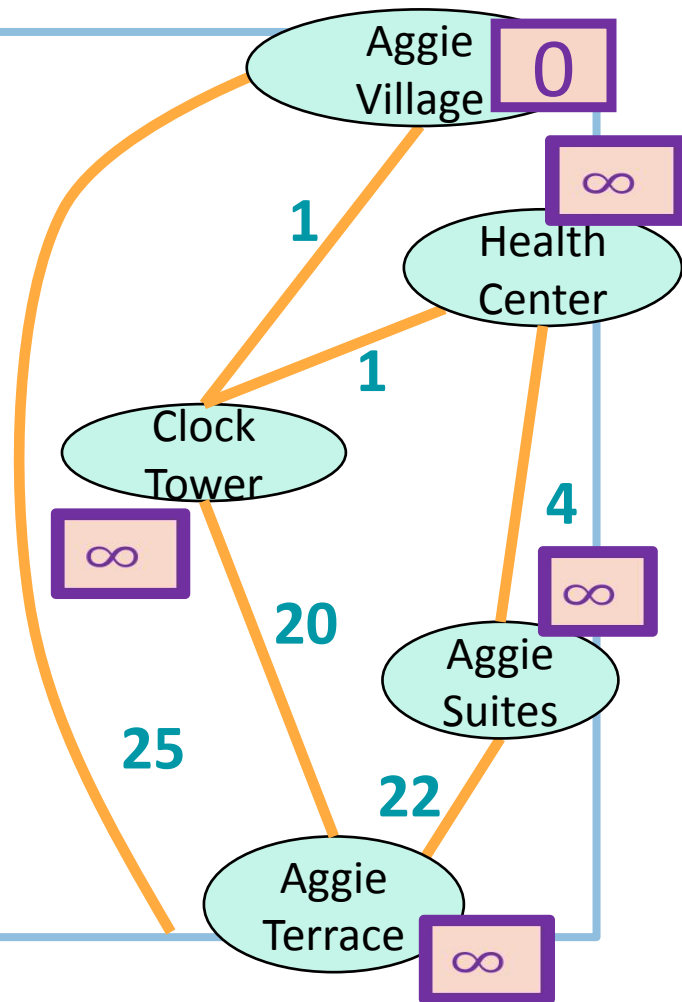 Aggie
Village
0
∞
1
Health
Center
1
Clock
Tower
∞
4
∞
20
Aggie
Suites
25
22
Aggie
Terrace
∞